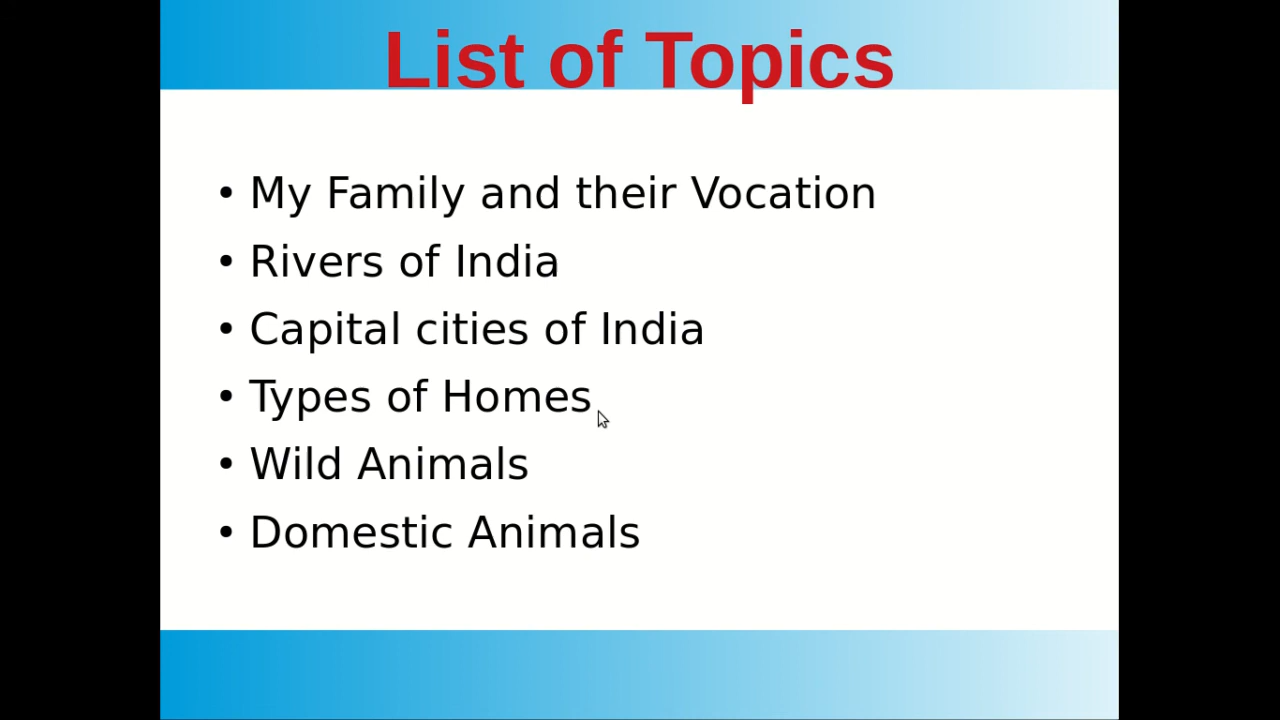 List of Topics
• My Family and their Vocation
• Rivers of India
• Capital cities of India
• Types of Homes
• Wild Animals
• Domestic Animals